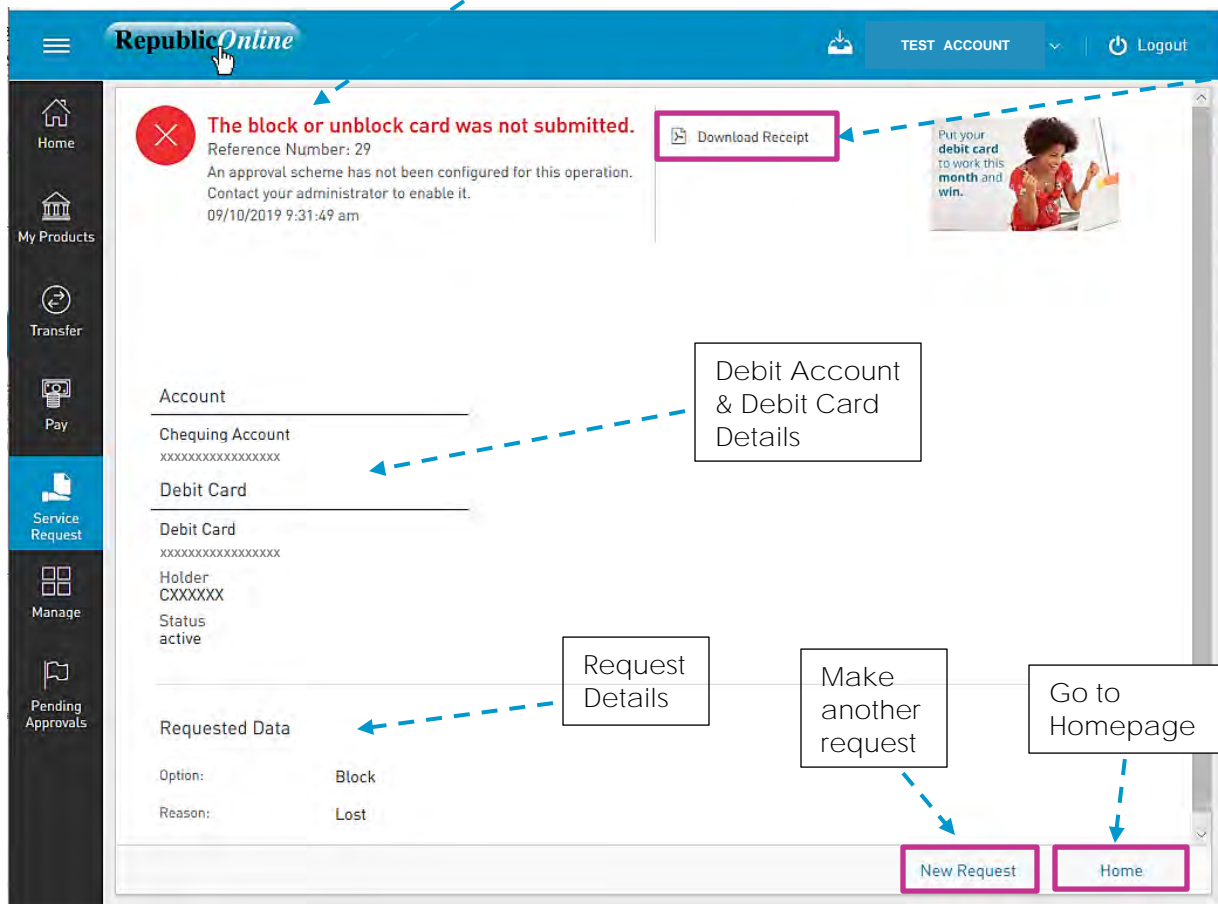 RepublicOnline
TEST ACCOUNT
Logout
Home
My Products
Transfer
Pay
Service
Request
Manage
Pending
Approvals
The block or unblock card was not submitted.
Reference Number: 29
An approval scheme has not been configured for this operation.
Contact your administrator to enable it.
09/10/2019 9:31:49 am
Download Receipt
Put your
debit card
to work this
month and
win.
Debit Account
& Debit Card
Details
Account
Chequing Account
xxxxxxxxxxxxxxxxx
Debit Card
Debit Card
xxxxxxxxxxxxxxxxx
Holder
CXXXXXX
Status
active
Request
Details
Make
another
request
Go to
Homepage
Requested Data
Option: Block
Reason: Lost
New Request
Home